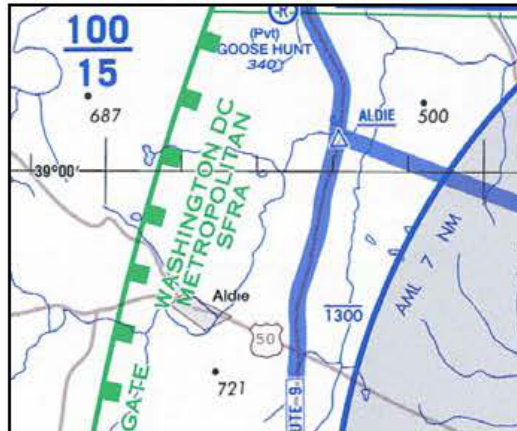 R
(Pvt)
GOOSE HUNT
340
100
15
687
ALDIE
500
39°00'
WASHINGTON DC
METROPOLITAN
SFRA
AML 7 NM
Aldie
1300
50
721
GATE
UTE 9